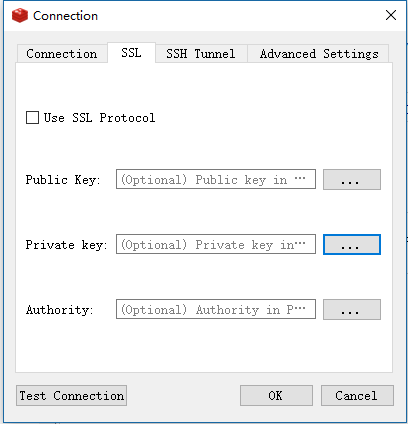 Connection
Connection SSL SSH Tunnel Advanced Settings
Use SSL Protocol
Public Key: (Optional) Public key in ··· ...
Private key: (Optional) Private key in··· ...
Authority: (Optional) Authority in P··· ...
Test Connection OK Cancel